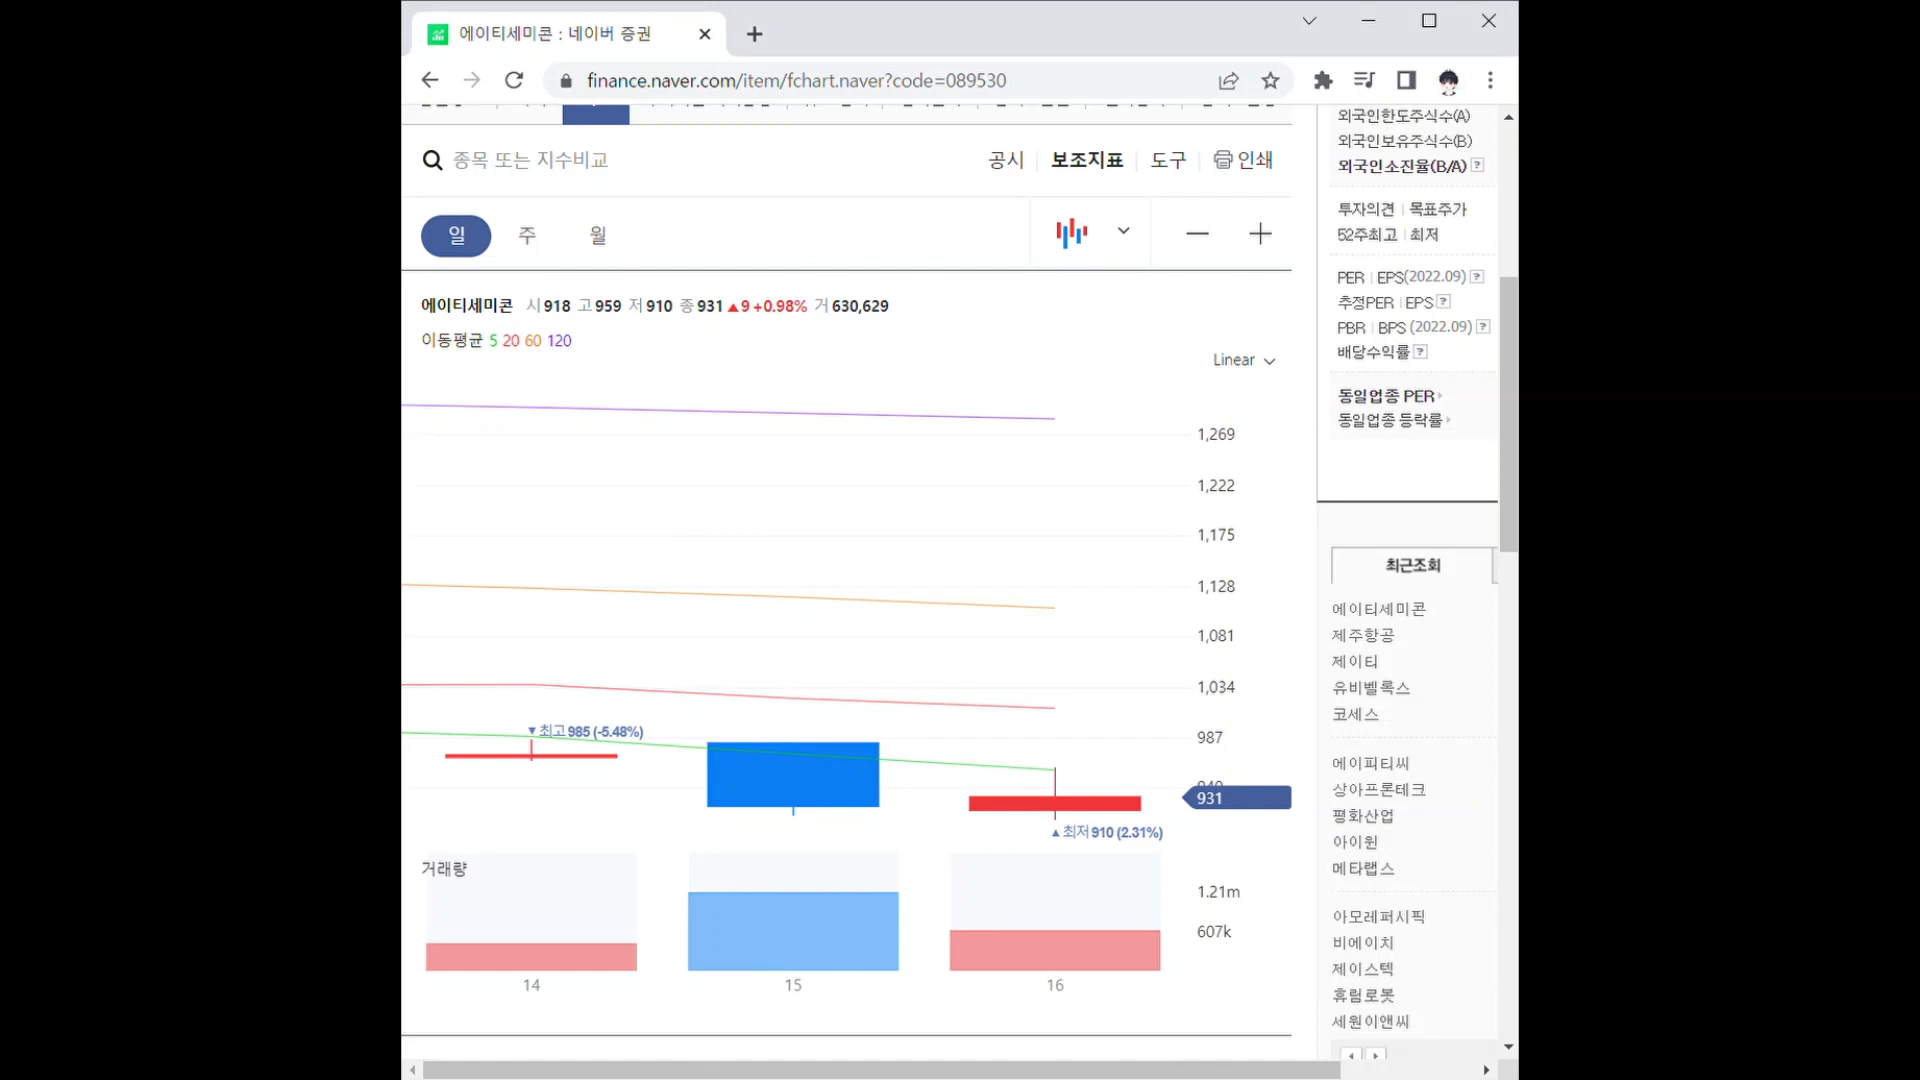 에이티세미콘 : 네이버 증권
finance.naver.com/item/fchart.naver?code=089530
종목 또는 지수비교
공시 보조지표 도구 인쇄
일 주 월
에이티세미콘 시 918 고 959 저 910 종 931 ▲9 +0.98% 거 630,629
이동평균 5 20 60 120
Linear
1,269
1,222
1,175
1,128
1,081
1,034
987
931
▼최고 985 (-5.48%)
▲최저 910 (2.31%)
거래량
1.21m
607k
14 15 16
외국인한도주식수(A)
외국인보유주식수(B)
외국인소진율(B/A) ?
투자의견 | 목표주가
52주최고 | 최저
PER | EPS(2022.09) ?
추정PER | EPS ?
PBR | BPS (2022.09) ?
배당수익률 ?
동일업종 PER
동일업종 등락률
최근조회
에이티세미콘
제주항공
제이티
유비벨록스
코세스
에이피티씨
상아프론테크
평화산업
아이윈
메타랩스
아모레퍼시픽
비에이치
제이스텍
휴림로봇
세원이앤씨